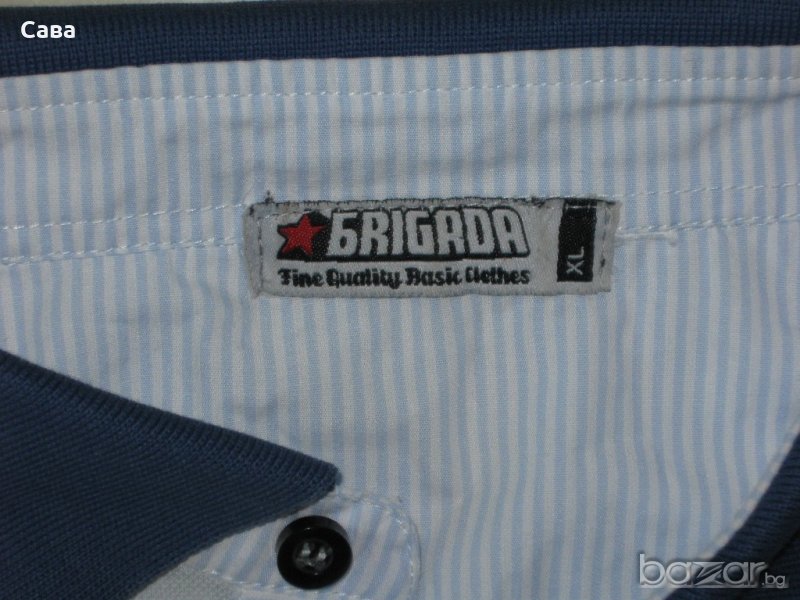 Сава
БRIGADA
Fine Quality Basic Clothes
XL
bazar.bg